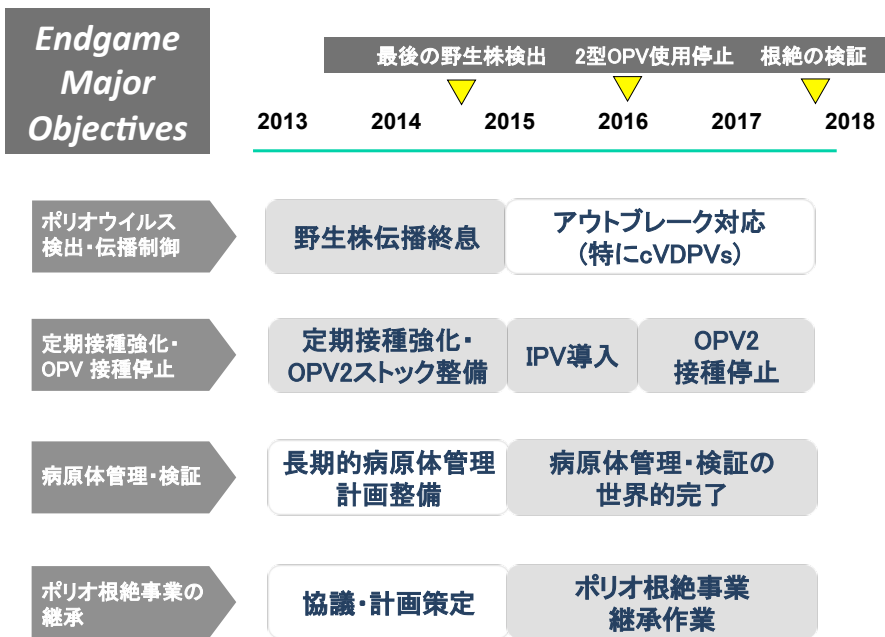 Endgame
Major
Objectives
最後の野生株検出 2型OPV使用停止 根絶の検証
2013 2014 2015 2016 2017 2018
ポリオウイルス
検出・伝播制御
野生株伝播終息
アウトブレーク対応
(特にcVDPVs)
定期接種強化・
OPV 接種停止
定期接種強化・
OPV2ストック整備
IPV導入
OPV2
接種停止
病原体管理・検証
長期的病原体管理
計画整備
病原体管理・検証の
世界的完了
ポリオ根絶事業の
継承
協議・計画策定
ポリオ根絶事業
継承作業